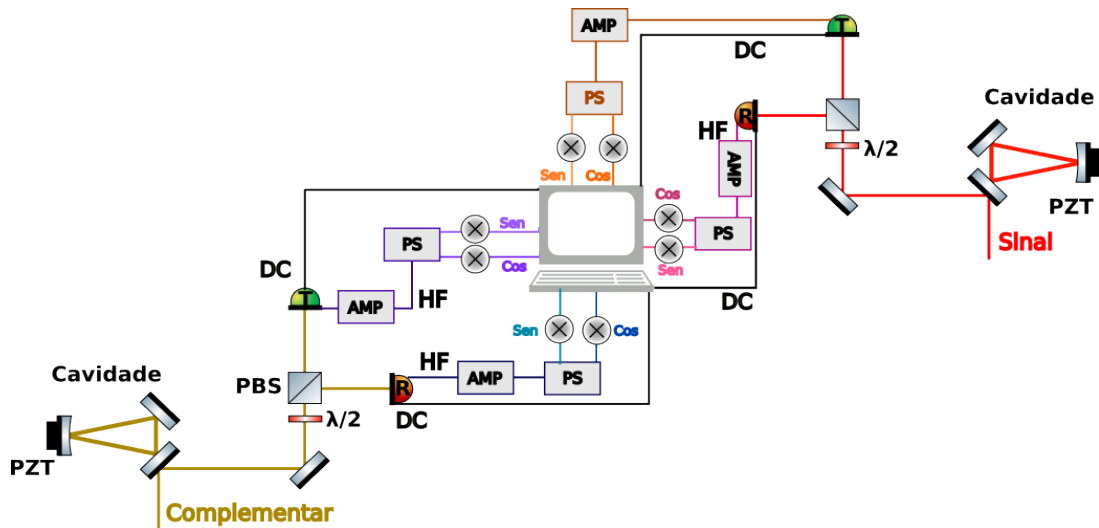 AMP
T
DC
PS
Cavidade
R
HF
λ/2
AMP
Sen
Cos
Cos
PZT
PS
Sen
PS
Sen
Cos
Sinal
DC
HF
DC
T
AMP
Sen
Cos
HF
Cavidade
PBS
AMP
PS
R
λ/2
DC
PZT
Complementar